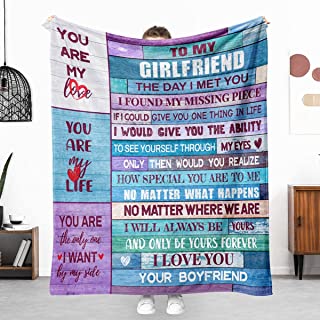 YOU ARE
MY
love
YOU ARE
my
LIFE
YOU ARE
the only one
I WANT
by my side
TO MY
GIRLFRIEND
THE DAY I MET YOU
I FOUND MY MISSING PIECE
IF I COULD GIVE YOU ONE THING IN LIFE
I WOULD GIVE YOU THE ABILITY
TO SEE YOURSELF THROUGH MY EYES
ONLY THEN WOULD YOU REALIZE
HOW SPECIAL YOU ARE TO ME
NO MATTER WHAT HAPPENS
NO MATTER WHERE WE ARE
I WILL ALWAYS BE YOURS
AND ONLY BE YOURS FOREVER
I LOVE YOU
YOUR BOYFRIEND